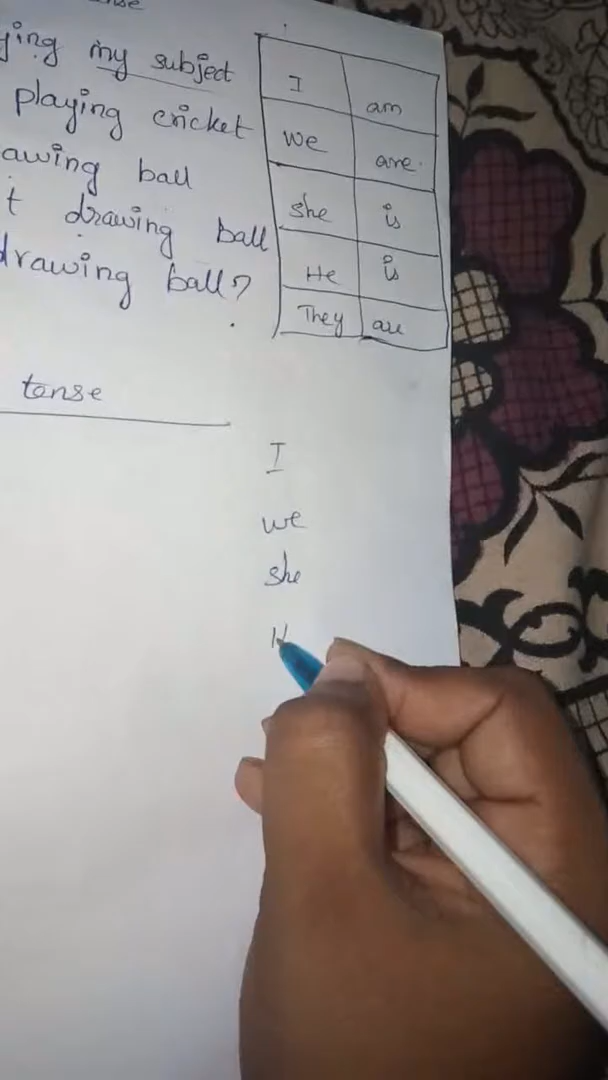 ying my subject
playing cricket
awing ball
t drawing ball
drawing ball?
I am
we are.
she is
He is
They are
tense
I
we
she
H